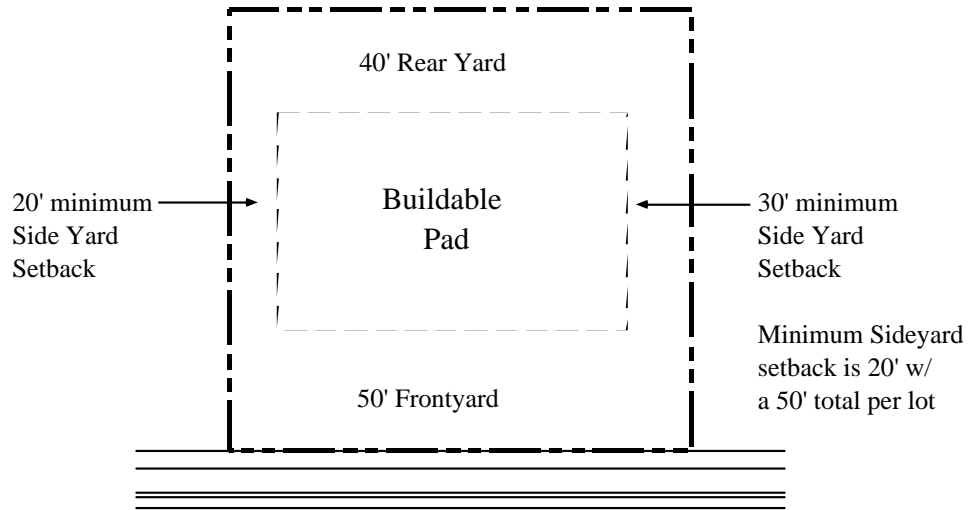 40' Rear Yard
20' minimum
Side Yard
Setback
Buildable
Pad
30' minimum
Side Yard
Setback
Minimum Sideyard
setback is 20' w/
a 50' total per lot
50' Frontyard